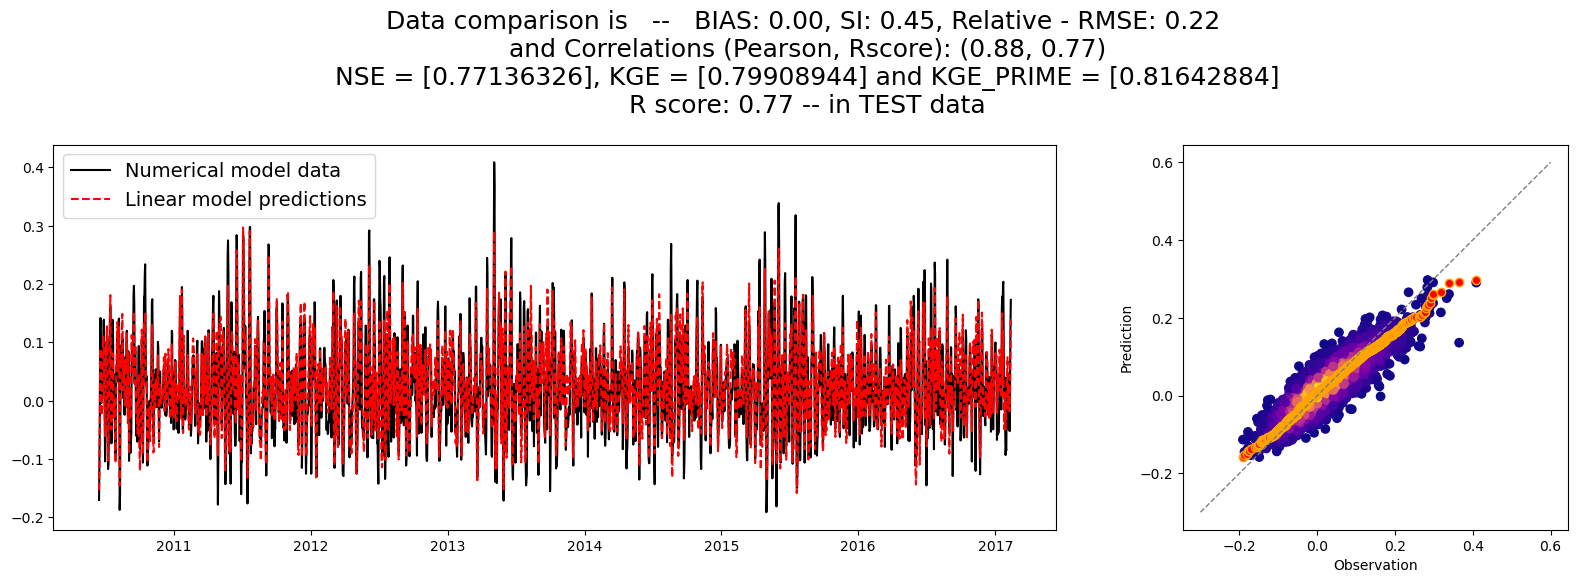 Data comparison is -- BIAS: 0.00, SI: 0.45, Relative - RMSE: 0.22
and Correlations (Pearson, Rscore): (0.88, 0.77)
NSE = [0.77136326], KGE = [0.79908944] and KGE_PRIME = [0.81642884]
R score: 0.77 -- in TEST data
Numerical model data
Linear model predictions
0.4
0.3
0.2
0.1
0.0
−0.1
−0.2
2011 2012 2013 2014 2015 2016 2017
Prediction
0.6
0.4
0.2
0.0
−0.2
−0.2 0.0 0.2 0.4 0.6
Observation